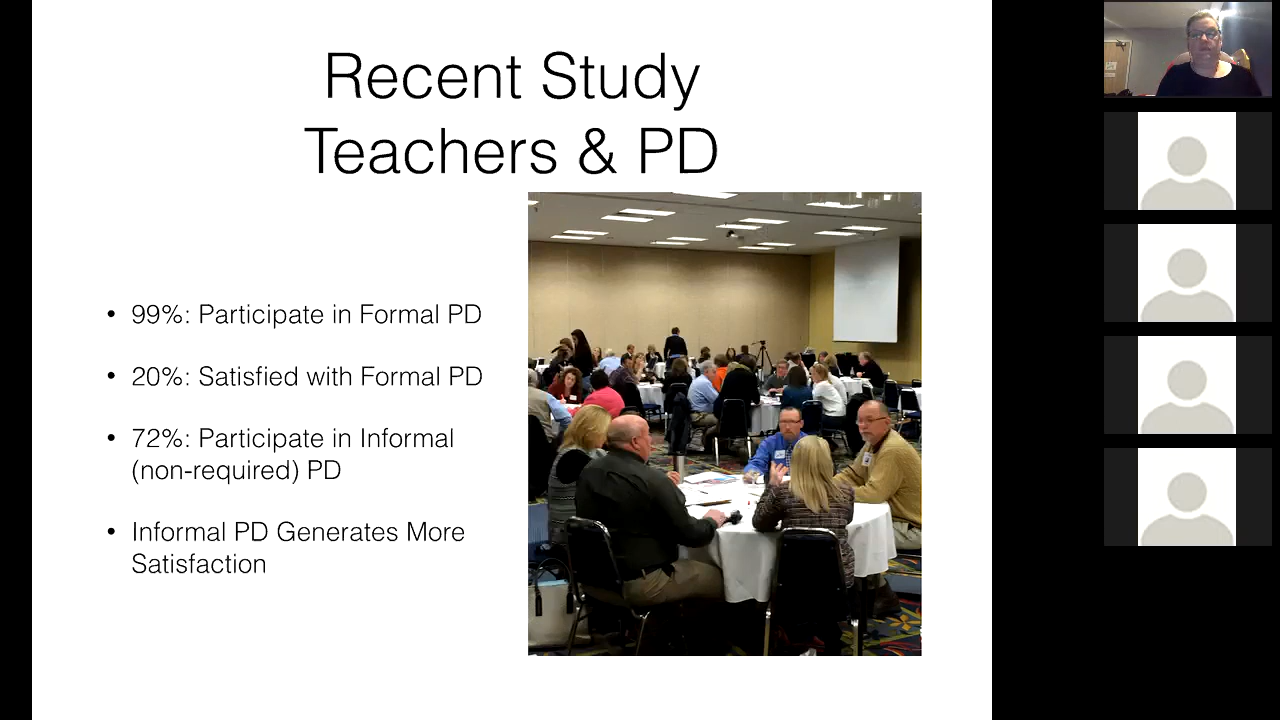 Recent Study
Teachers & PD
• 99%: Participate in Formal PD
• 20%: Satisfied with Formal PD
• 72%: Participate in Informal
(non-required) PD
• Informal PD Generates More
Satisfaction